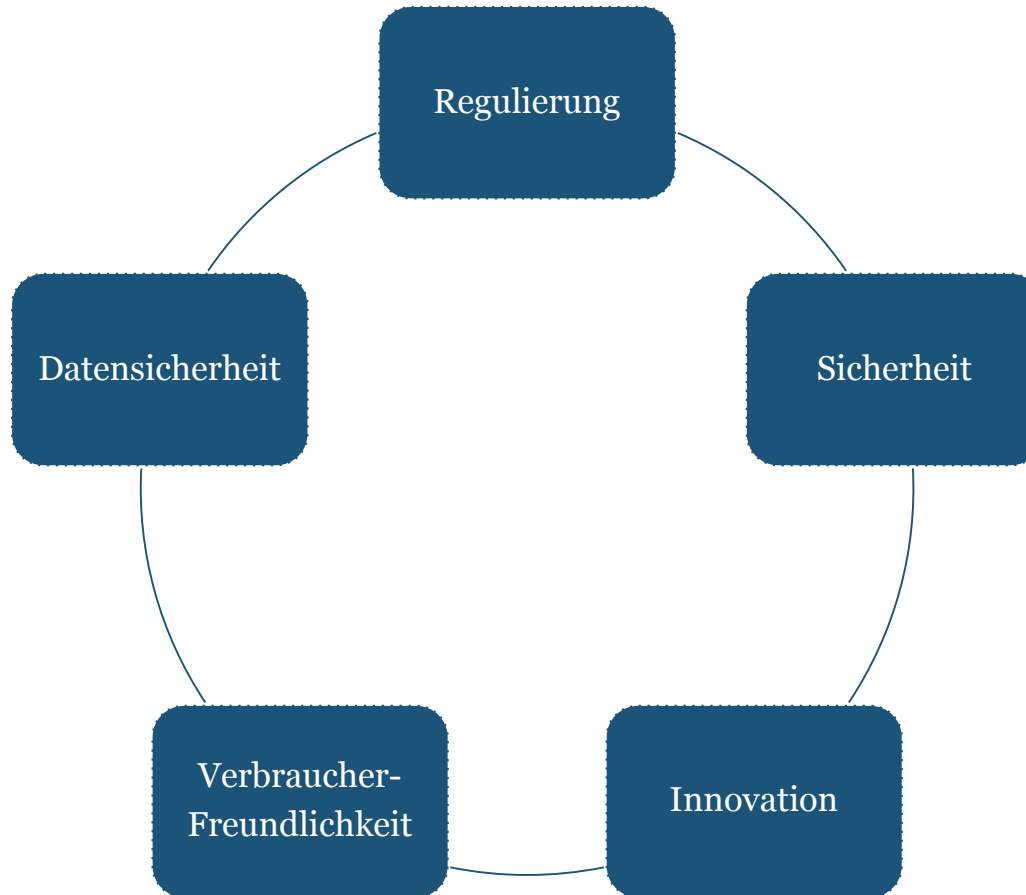 Regulierung
Datensicherheit
Sicherheit
Verbraucher-
Freundlichkeit
Innovation